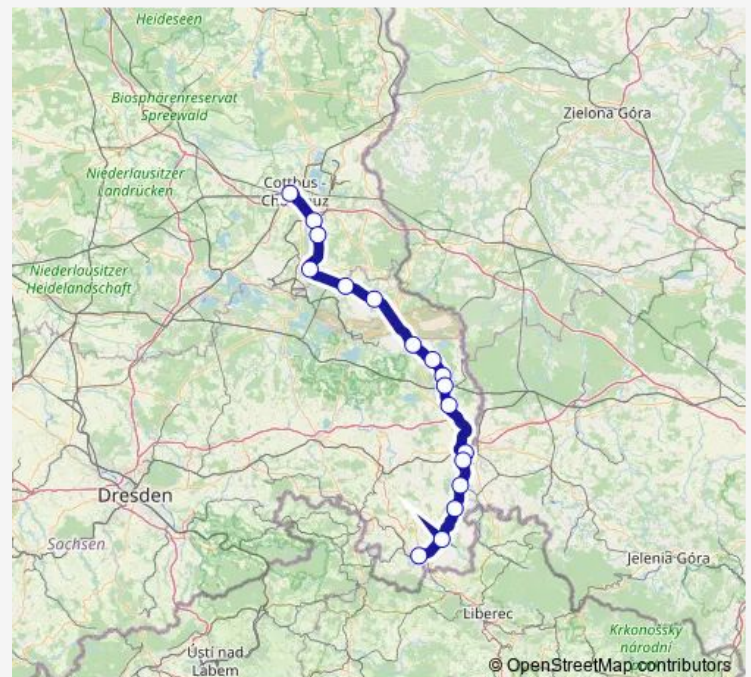 Heideseen
Biosphärenreservat
Spreewald
Zielona Góra
Niederlausitzer
Landrücken
Cottbus -
Niederlausitzer
Heidelandschaft
Dresden
Sachsen
Jelenia Góra
Liberec
Krkonošský
národní
Ústí nad
Labem
© OpenStreetMap contributors